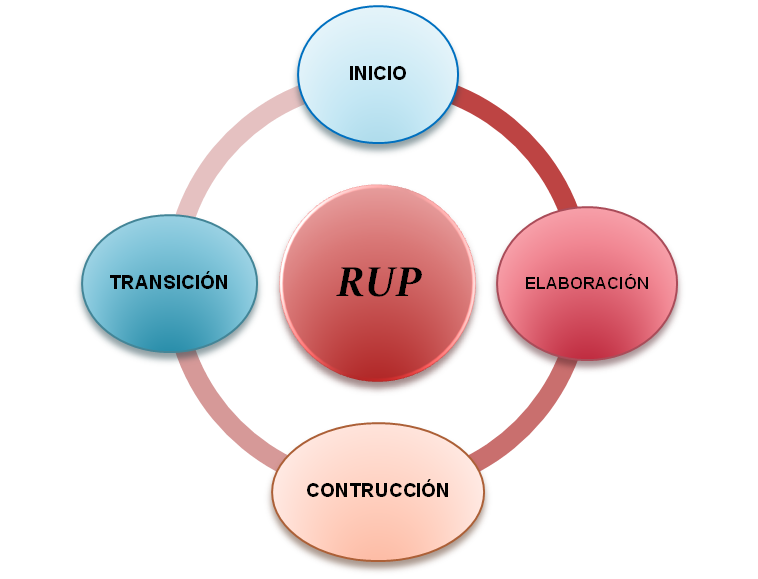 INICIO
TRANSICIÓN
RUP
ELABORACIÓN
CONTRUCCIÓN